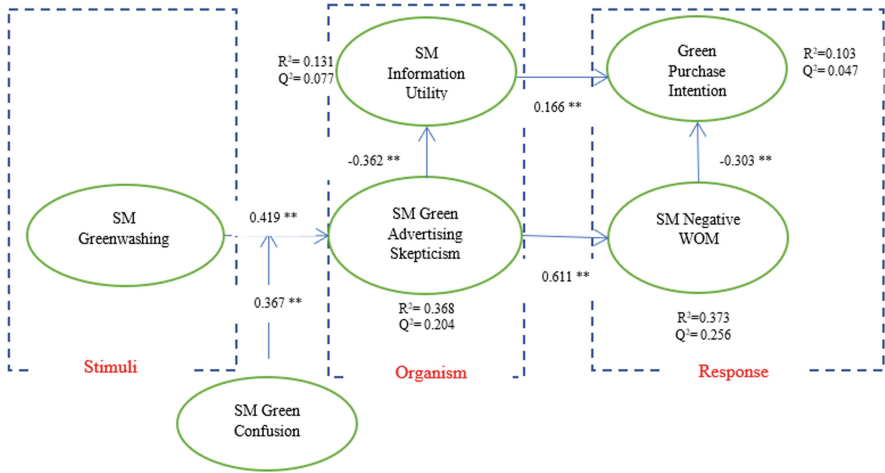 SM
Information
Utility
R²= 0.131
Q²= 0.077
Green
Purchase
Intention
R²=0.103
Q²= 0.047
0.166 **
-0.362 **
-0.303 **
SM
Greenwashing
0.419 **
SM Green
Advertising
Skepticism
SM Negative
WOM
0.611 **
0.367 **
R²= 0.368
Q²= 0.204
R²=0.373
Q²= 0.256
Stimuli
Organism
Response
SM Green
Confusion